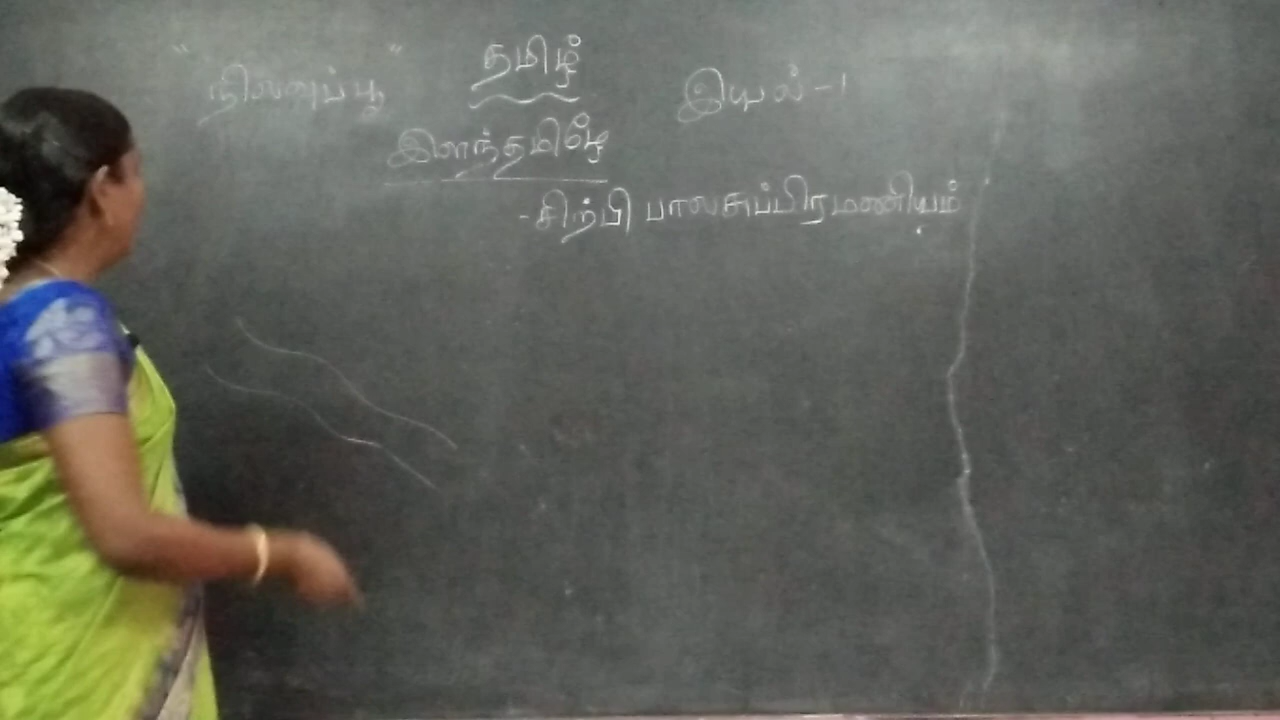 தமிழ்
"நிலவுப்பூ" இயல்-1
இளந்தமிழே
-சிற்பி பாலசுப்பிரமணியம்